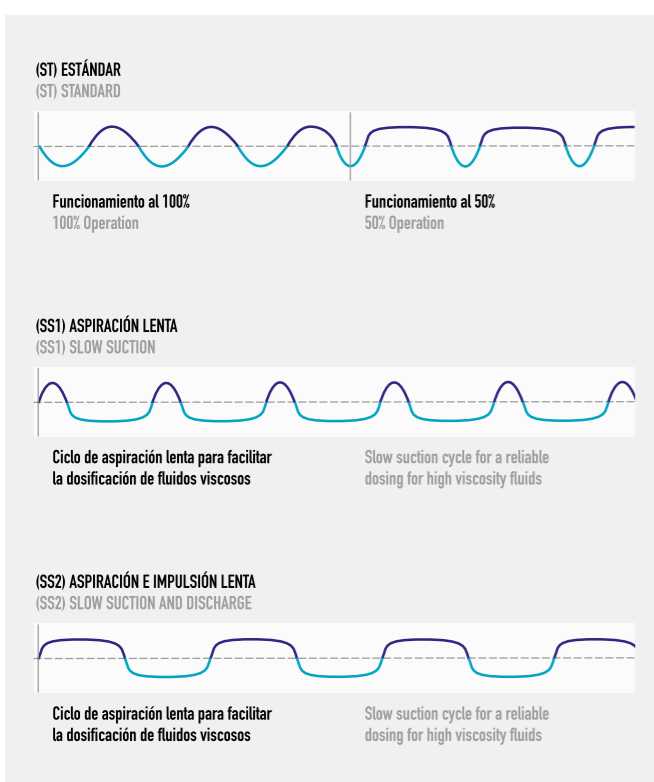 (ST) ESTÁNDAR
(ST) STANDARD
Funcionamiento al 100%
100% Operation
Funcionamiento al 50%
50% Operation
(SS1) ASPIRACIÓN LENTA
(SS1) SLOW SUCTION
Ciclo de aspiración lenta para facilitar
la dosificación de fluidos viscosos
Slow suction cycle for a reliable
dosing for high viscosity fluids
(SS2) ASPIRACIÓN E IMPULSIÓN LENTA
(SS2) SLOW SUCTION AND DISCHARGE
Ciclo de aspiración lenta para facilitar
la dosificación de fluidos viscosos
Slow suction cycle for a reliable
dosing for high viscosity fluids